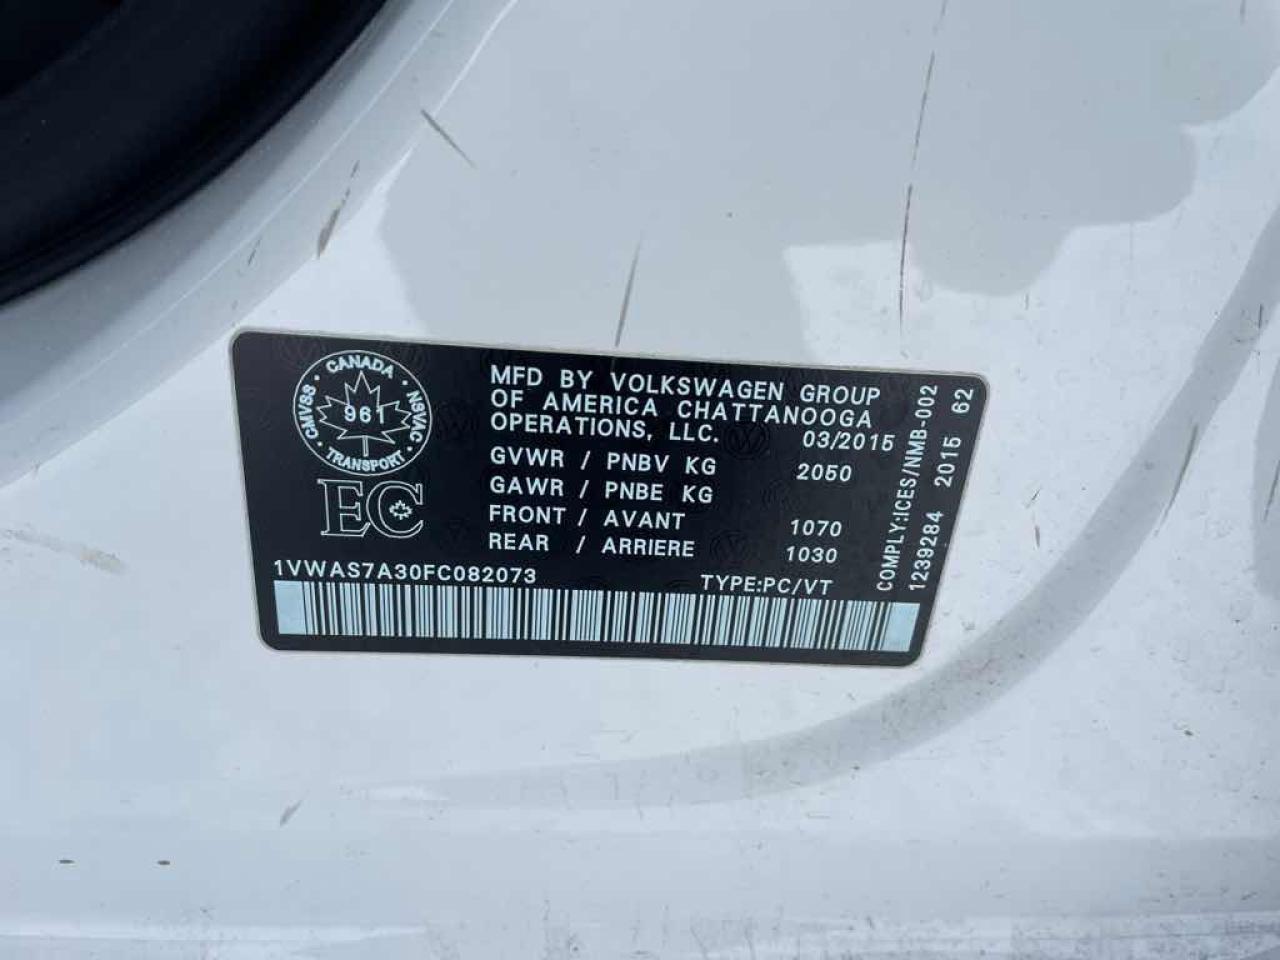 CANADA
CMVSS
NSVAC
961
TRANSPORT
EC
MFD BY VOLKSWAGEN GROUP
OF AMERICA CHATTANOOGA
OPERATIONS, LLC. 03/2015
GVWR / PNBV KG 2050
GAWR / PNBE KG
FRONT / AVANT 1070
REAR / ARRIERE 1030
1VWAS7A30FC082073 TYPE:PC/VT
COMPLY:ICES/NMB-002
1239284 2015 62